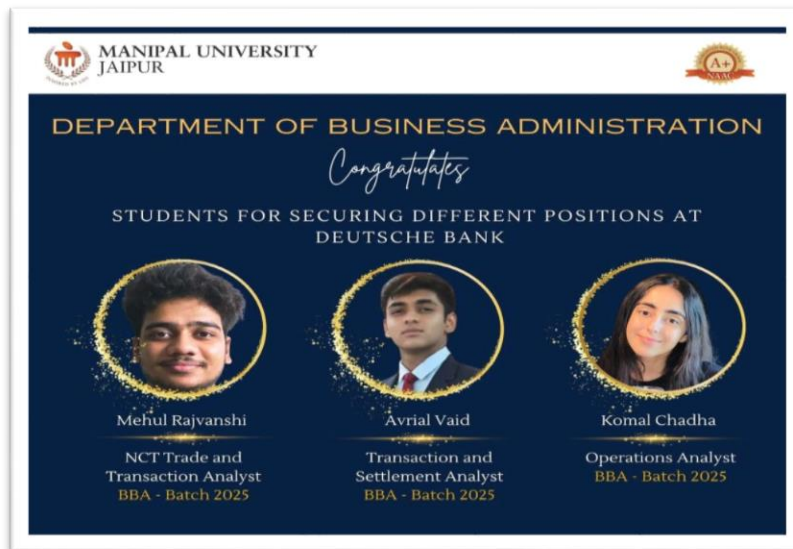 MANIPAL UNIVERSITY
JAIPUR
A+
NAAC
DEPARTMENT OF BUSINESS ADMINISTRATION
Congratulates
STUDENTS FOR SECURING DIFFERENT POSITIONS AT
DEUTSCHE BANK
Mehul Rajvanshi
NCT Trade and
Transaction Analyst
BBA - Batch 2025
Avrial Vaid
Transaction and
Settlement Analyst
BBA - Batch 2025
Komal Chadha
Operations Analyst
BBA - Batch 2025